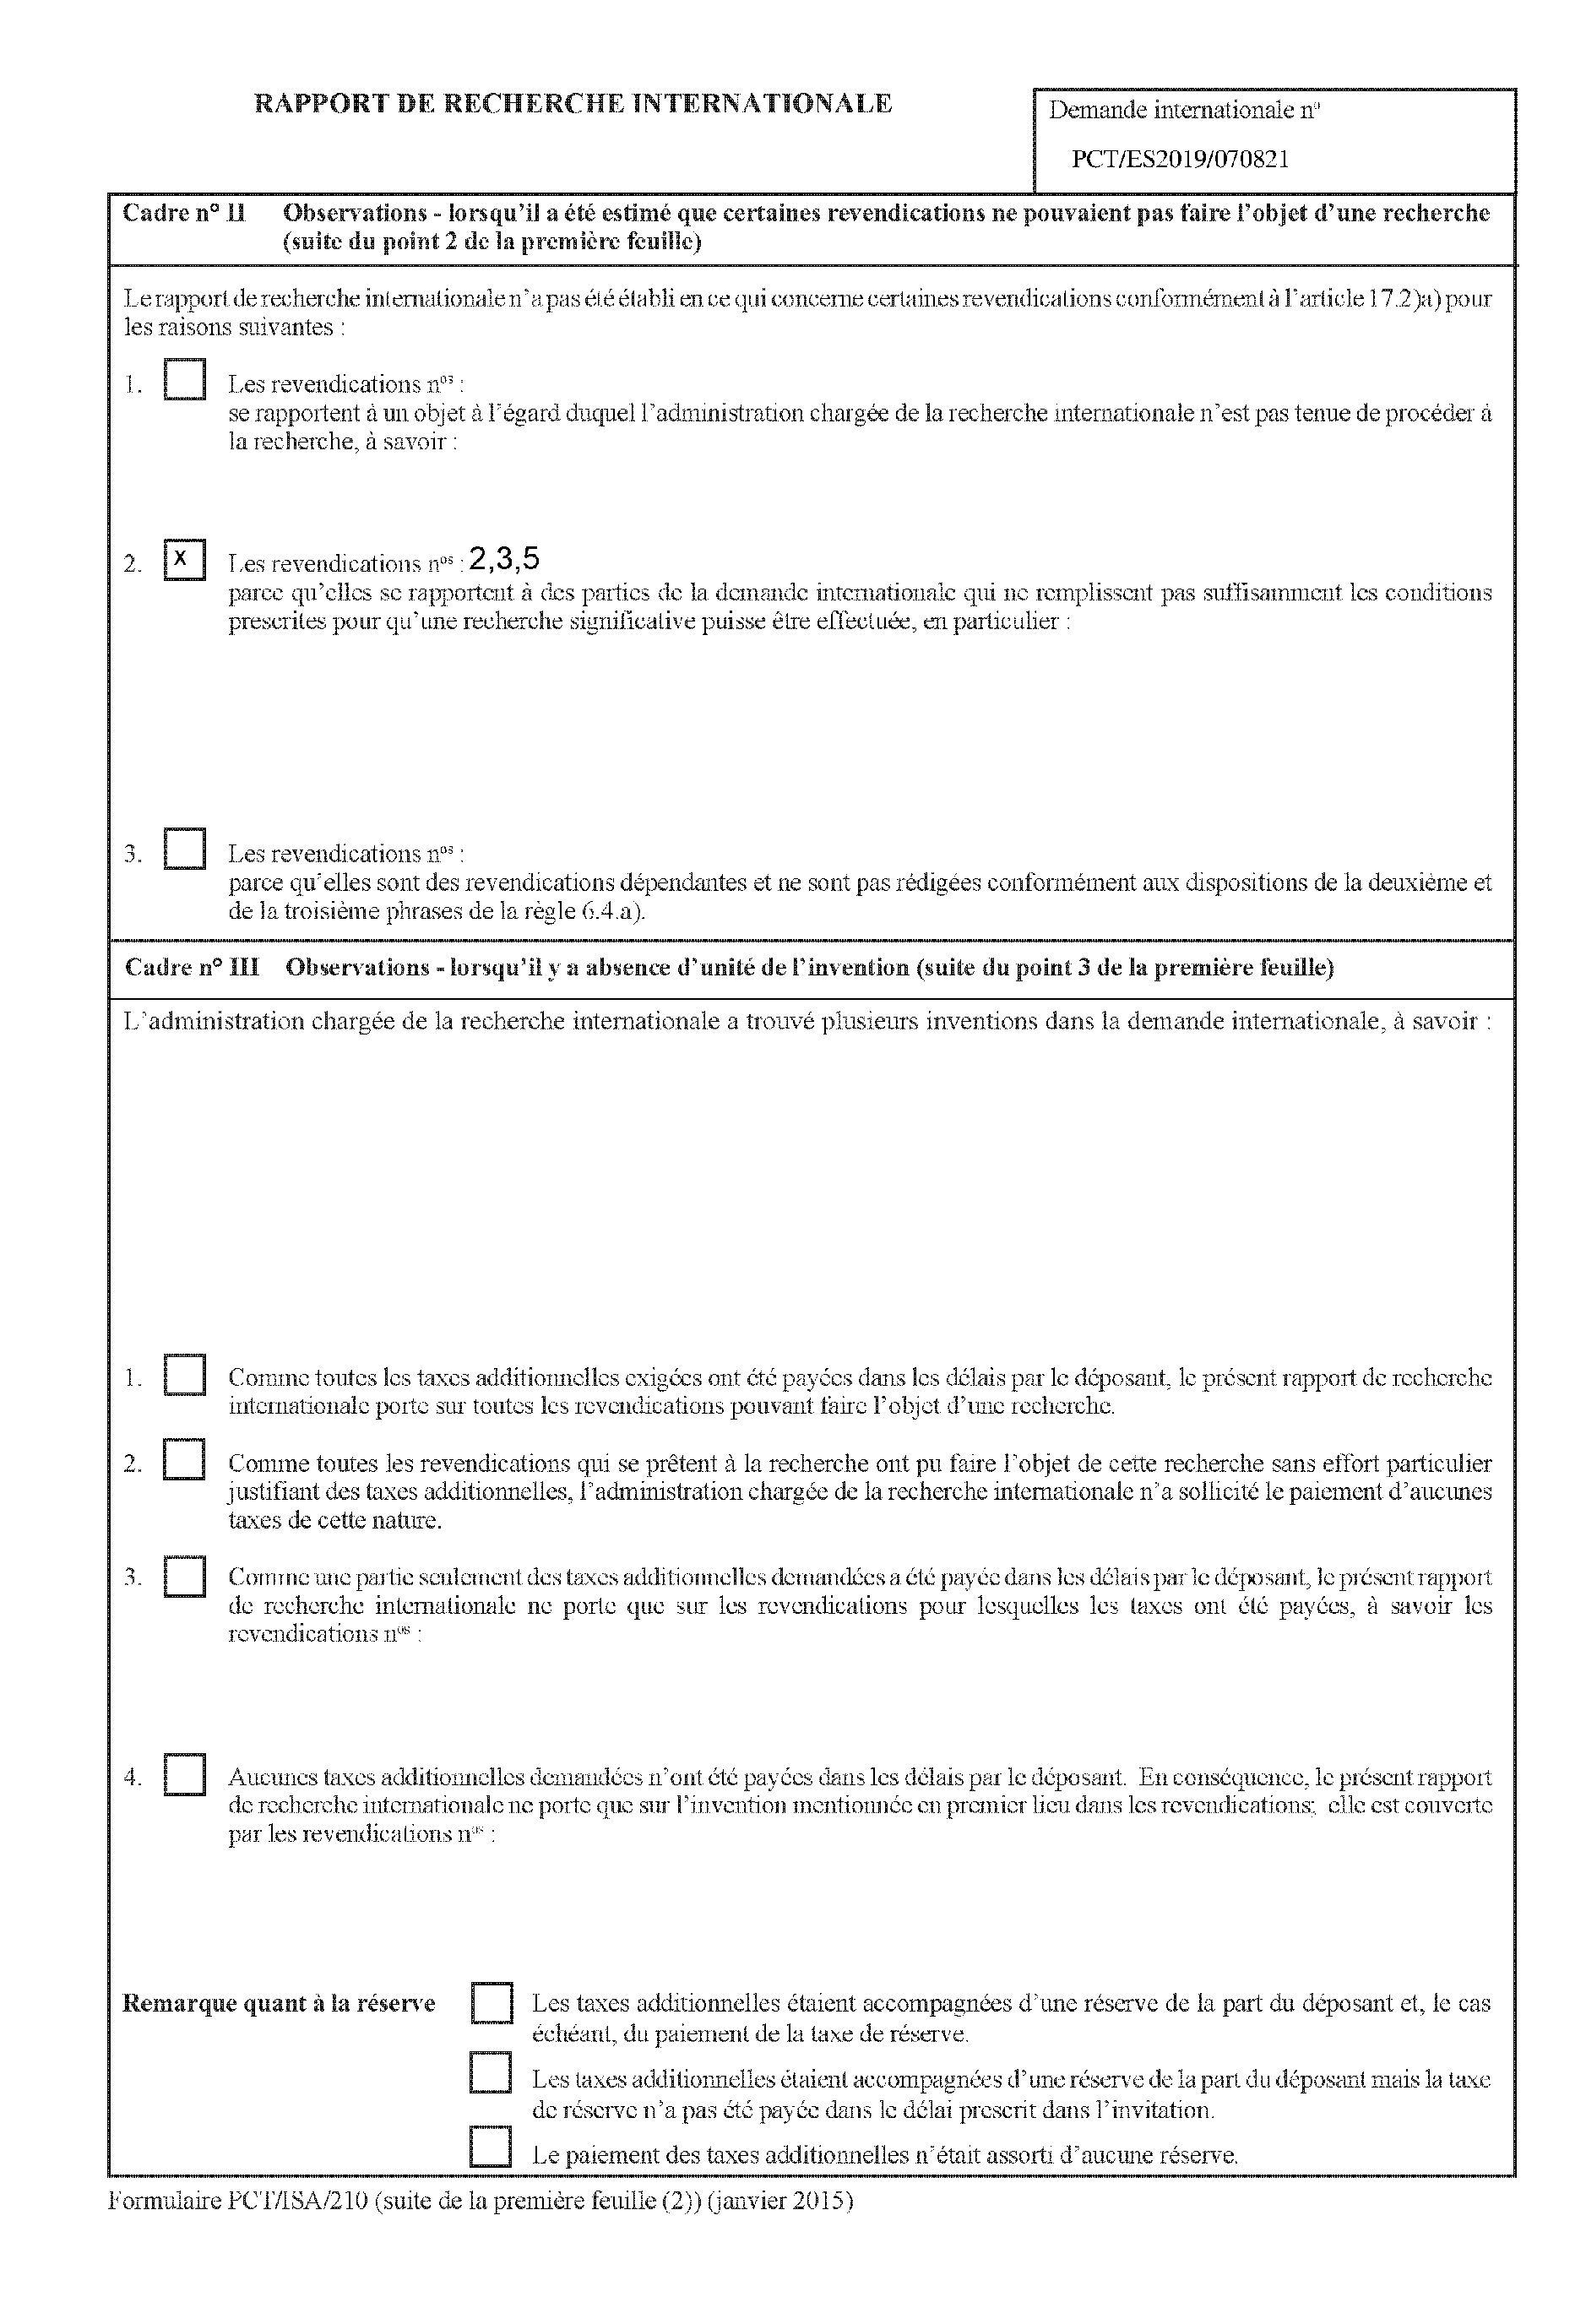 RAPPORT DE RECHERCHE INTERNATIONALE
Demande internationale n°
PCT/ES2019/070821
Cadre n° II Observations - lorsqu’il a été estimé que certaines revendications ne pouvaient pas faire l’objet d’une recherche
(suite du point 2 de la première feuille)
Le rapport de recherche internationale n’a pas été établi en ce qui concerne certaines revendications conformément à l’article 17.2)a) pour
les raisons suivantes :
1. Les revendications nos :
se rapportent à un objet à l’égard duquel l’administration chargée de la recherche internationale n’est pas tenue de procéder à
la recherche, à savoir :
2. X Les revendications nos : 2,3,5
parce qu’elles se rapportent à des parties de la demande internationale qui ne remplissent pas suffisamment les conditions
prescrites pour qu’une recherche significative puisse être effectuée, en particulier :
3. Les revendications nos :
parce qu’elles sont des revendications dépendantes et ne sont pas rédigées conformément aux dispositions de la deuxième et
de la troisième phrases de la règle 6.4.a).
Cadre n° III Observations - lorsqu’il y a absence d’unité de l’invention (suite du point 3 de la première feuille)
L’administration chargée de la recherche internationale a trouvé plusieurs inventions dans la demande internationale, à savoir :
1. Comme toutes les taxes additionnelles exigées ont été payées dans les délais par le déposant, le présent rapport de recherche
internationale porte sur toutes les revendications pouvant faire l’objet d’une recherche.
2. Comme toutes les revendications qui se prêtent à la recherche ont pu faire l’objet de cette recherche sans effort particulier
justifiant des taxes additionnelles, l’administration chargée de la recherche internationale n’a sollicité le paiement d’aucunes
taxes de cette nature.
3. Comme une partie seulement des taxes additionnelles demandées a été payée dans les délais par le déposant, le présent rapport
de recherche internationale ne porte que sur les revendications pour lesquelles les taxes ont été payées, à savoir les
revendications nos :
4. Aucunes taxes additionnelles demandées n’ont été payées dans les délais par le déposant. En conséquence, le présent rapport
de recherche internationale ne porte que sur l’invention mentionnée en premier lieu dans les revendications; elle est couverte
par les revendications nos :
Remarque quant à la réserve Les taxes additionnelles étaient accompagnées d’une réserve de la part du déposant et, le cas
échéant, du paiement de la taxe de réserve.
Les taxes additionnelles étaient accompagnées d’une réserve de la part du déposant mais la taxe
de réserve n’a pas été payée dans le délai prescrit dans l’invitation.
Le paiement des taxes additionnelles n’était assorti d’aucune réserve.
Formulaire PCT/ISA/210 (suite de la première feuille (2)) (janvier 2015)